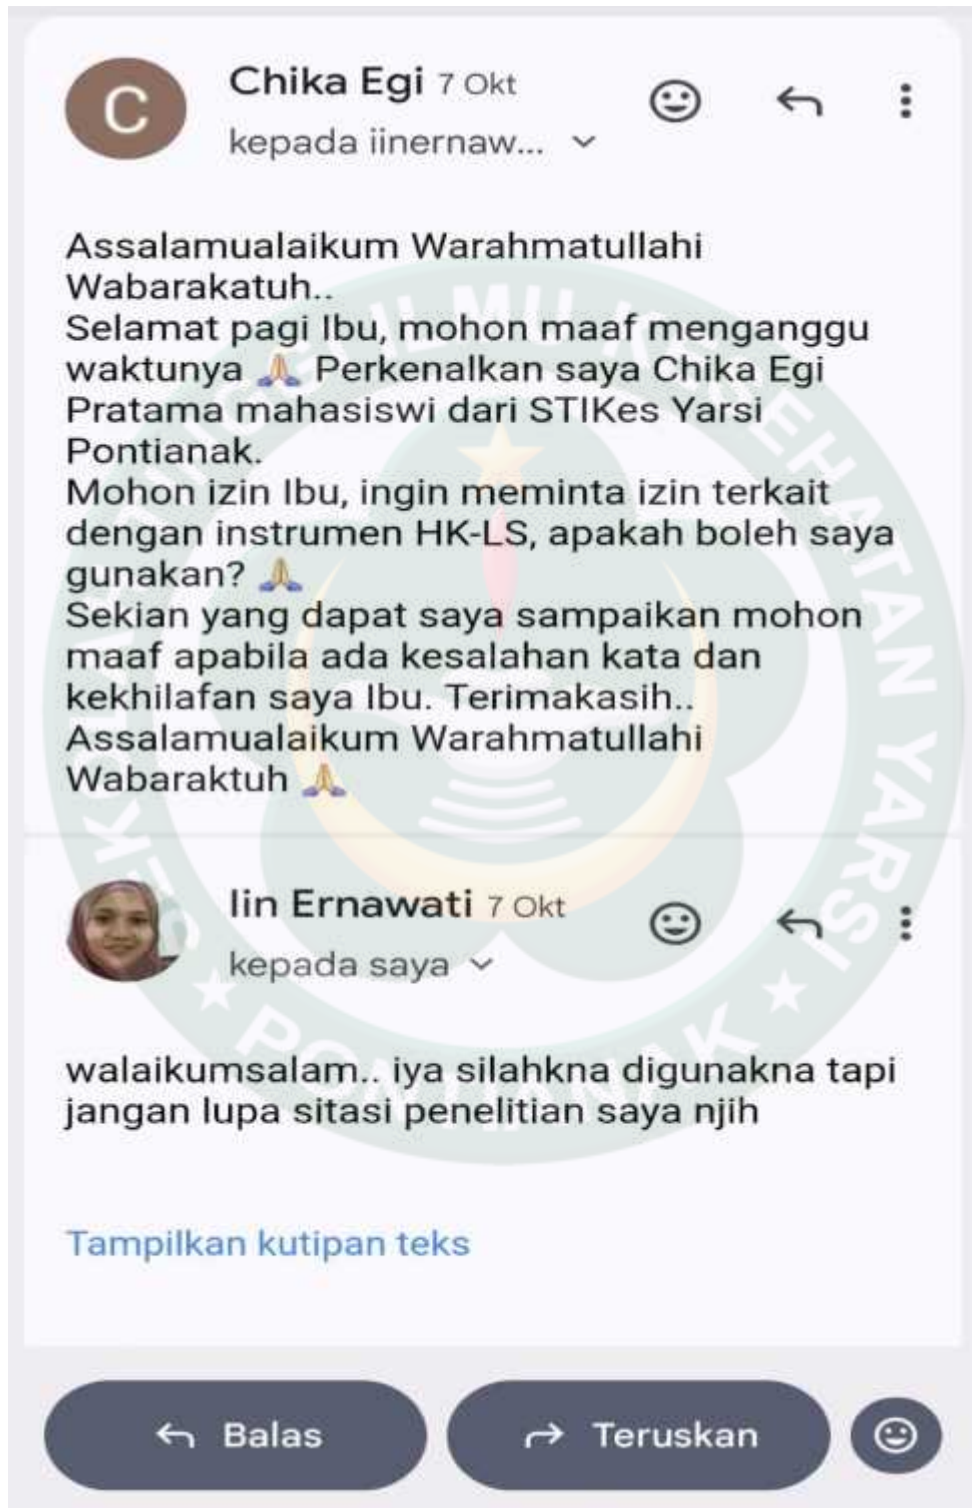 C
Chika Egi 7 Okt
kepada iinernaw...
Assalamualaikum Warahmatullahi
Wabarakatuh..
Selamat pagi Ibu, mohon maaf menganggu
waktunya 🙏 Perkenalkan saya Chika Egi
Pratama mahasiswi dari STIKes Yarsi
Pontianak.
Mohon izin Ibu, ingin meminta izin terkait
dengan instrumen HK-LS, apakah boleh saya
gunakan? 🙏
Sekian yang dapat saya sampaikan mohon
maaf apabila ada kesalahan kata dan
kekhilafan saya Ibu. Terimakasih..
Assalamualaikum Warahmatullahi
Wabaraktuh 🙏
Iin Ernawati 7 Okt
kepada saya
walaikumsalam.. iya silahkna digunakna tapi
jangan lupa sitasi penelitian saya njih
Tampilkan kutipan teks
Balas
Teruskan
ILMU KESEHATAN YARSI
PONTIANAK